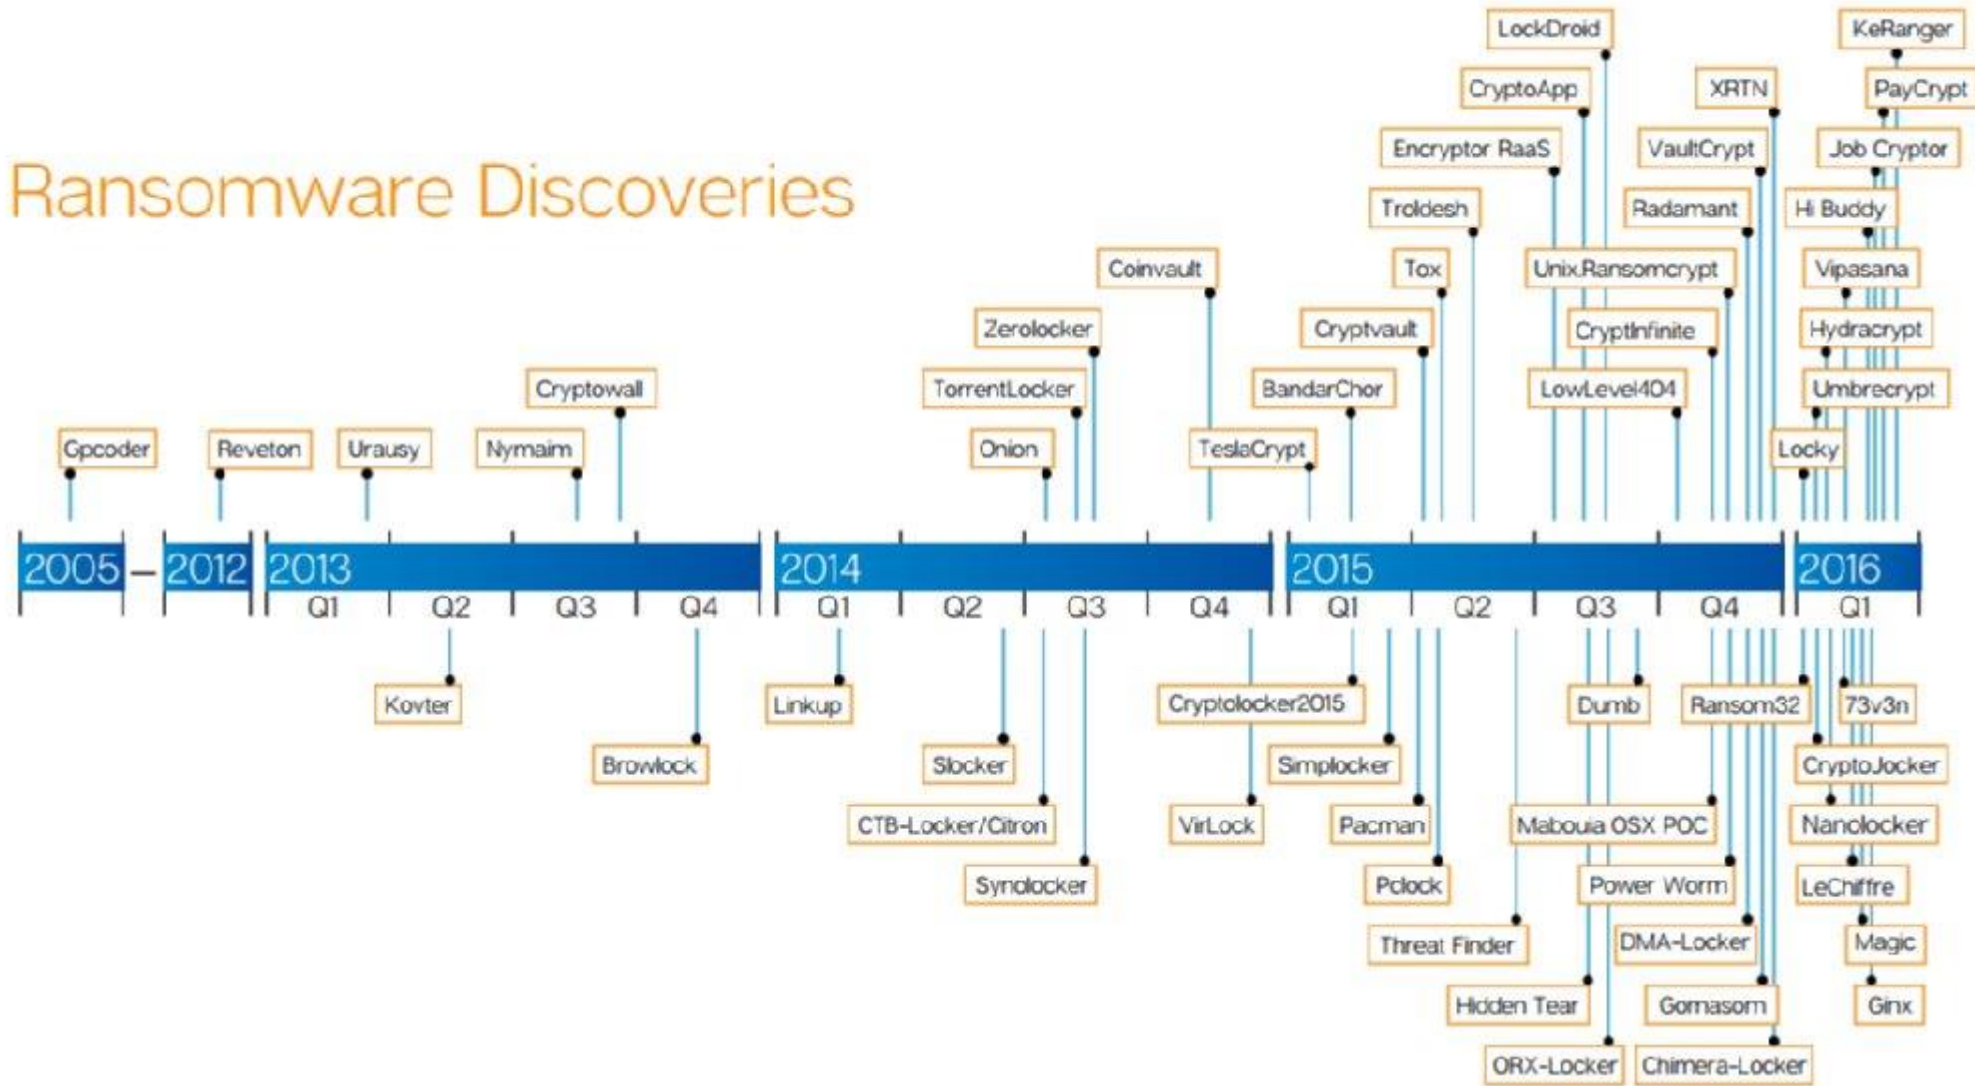 LockDroid
KeRanger
CryptoApp
XRTN
PayCrypt
Encryptor RaaS
VaultCrypt
Job Cryptor
Ransomware Discoveries
Troldesh
Radamant
Hi Buddy
Coinvault
Tox
Unix.Ransomcrypt
Vipasana
Zerolocker
Cryptvault
CryptInfinite
Hydracrypt
Cryptowall
TorrentLocker
BandarChor
LowLevel404
Umbrecrypt
Gpcoder
Reveton
Urausy
Nymaim
Onion
TeslaCrypt
Locky
2005 – 2012 2013 2014 2015 2016
Q1 Q2 Q3 Q4 Q1 Q2 Q3 Q4 Q1 Q2 Q3 Q4 Q1
Kovter
Linkup
Cryptolocker2015
Dumb
Ransom32
73v3n
Browlock
Slocker
Simplocker
CryptoJocker
CTB-Locker/Citron
VirLock
Pacman
Mabouia OSX POC
Nanolocker
Synolocker
Pclock
Power Worm
LeChiffre
Threat Finder
DMA-Locker
Magic
Hidden Tear
Gomasom
Ginx
ORX-Locker
Chimera-Locker